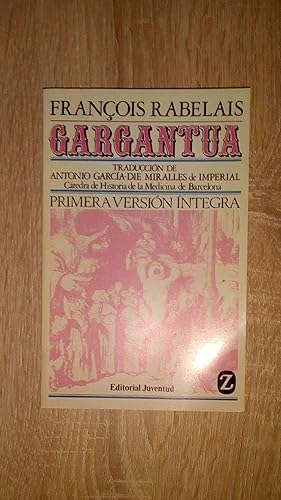 FRANÇOIS RABELAIS
GARGANTUA
TRADUCCIÓN DE
ANTONIO GARCÍA-DIE MIRALLES de IMPERIAL
Cátedra de Historia de la Medicina de Barcelona
PRIMERA VERSIÓN ÍNTEGRA
Editorial Juventud
Z